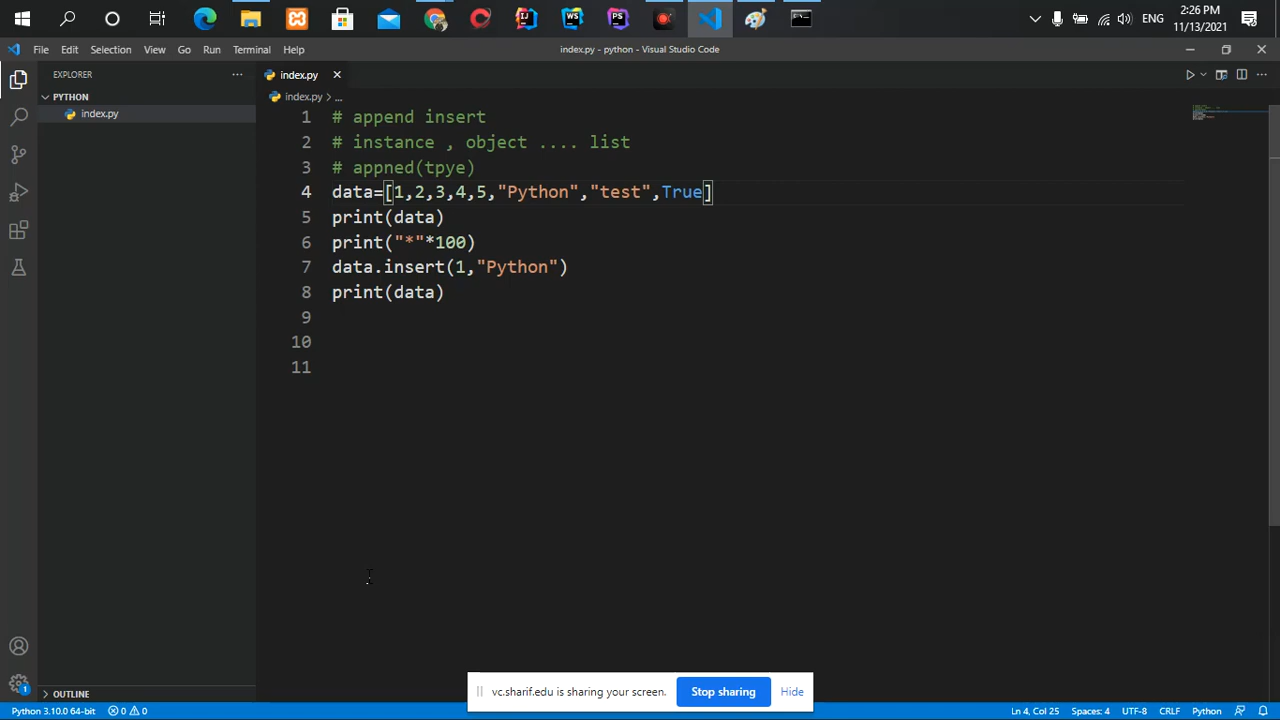 2:26 PM
ENG
11/13/2021
File Edit Selection View Go Run Terminal Help
index.py - python - Visual Studio Code
EXPLORER
index.py
PYTHON
index.py > ...
index.py
1 # append insert
2 # instance , object .... list
3 # appned(tpye)
4 data=[1,2,3,4,5,"Python","test",True]
5 print(data)
6 print("*"*100)
7 data.insert(1,"Python")
8 print(data)
9
10
11
OUTLINE
vc.sharif.edu is sharing your screen. Stop sharing Hide
Python 3.10.0 64-bit 0 0 Ln 4, Col 25 Spaces: 4 UTF-8 CRLF Python
1